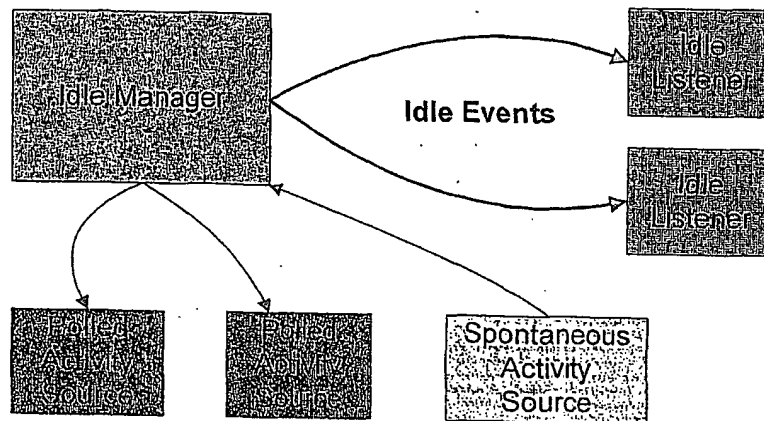 Idle
Listener
Idle Manager
Idle Events
Idle
Listener
Polled
Activity
Source
Polled
Activity
Source
Spontaneous
Activity
Source